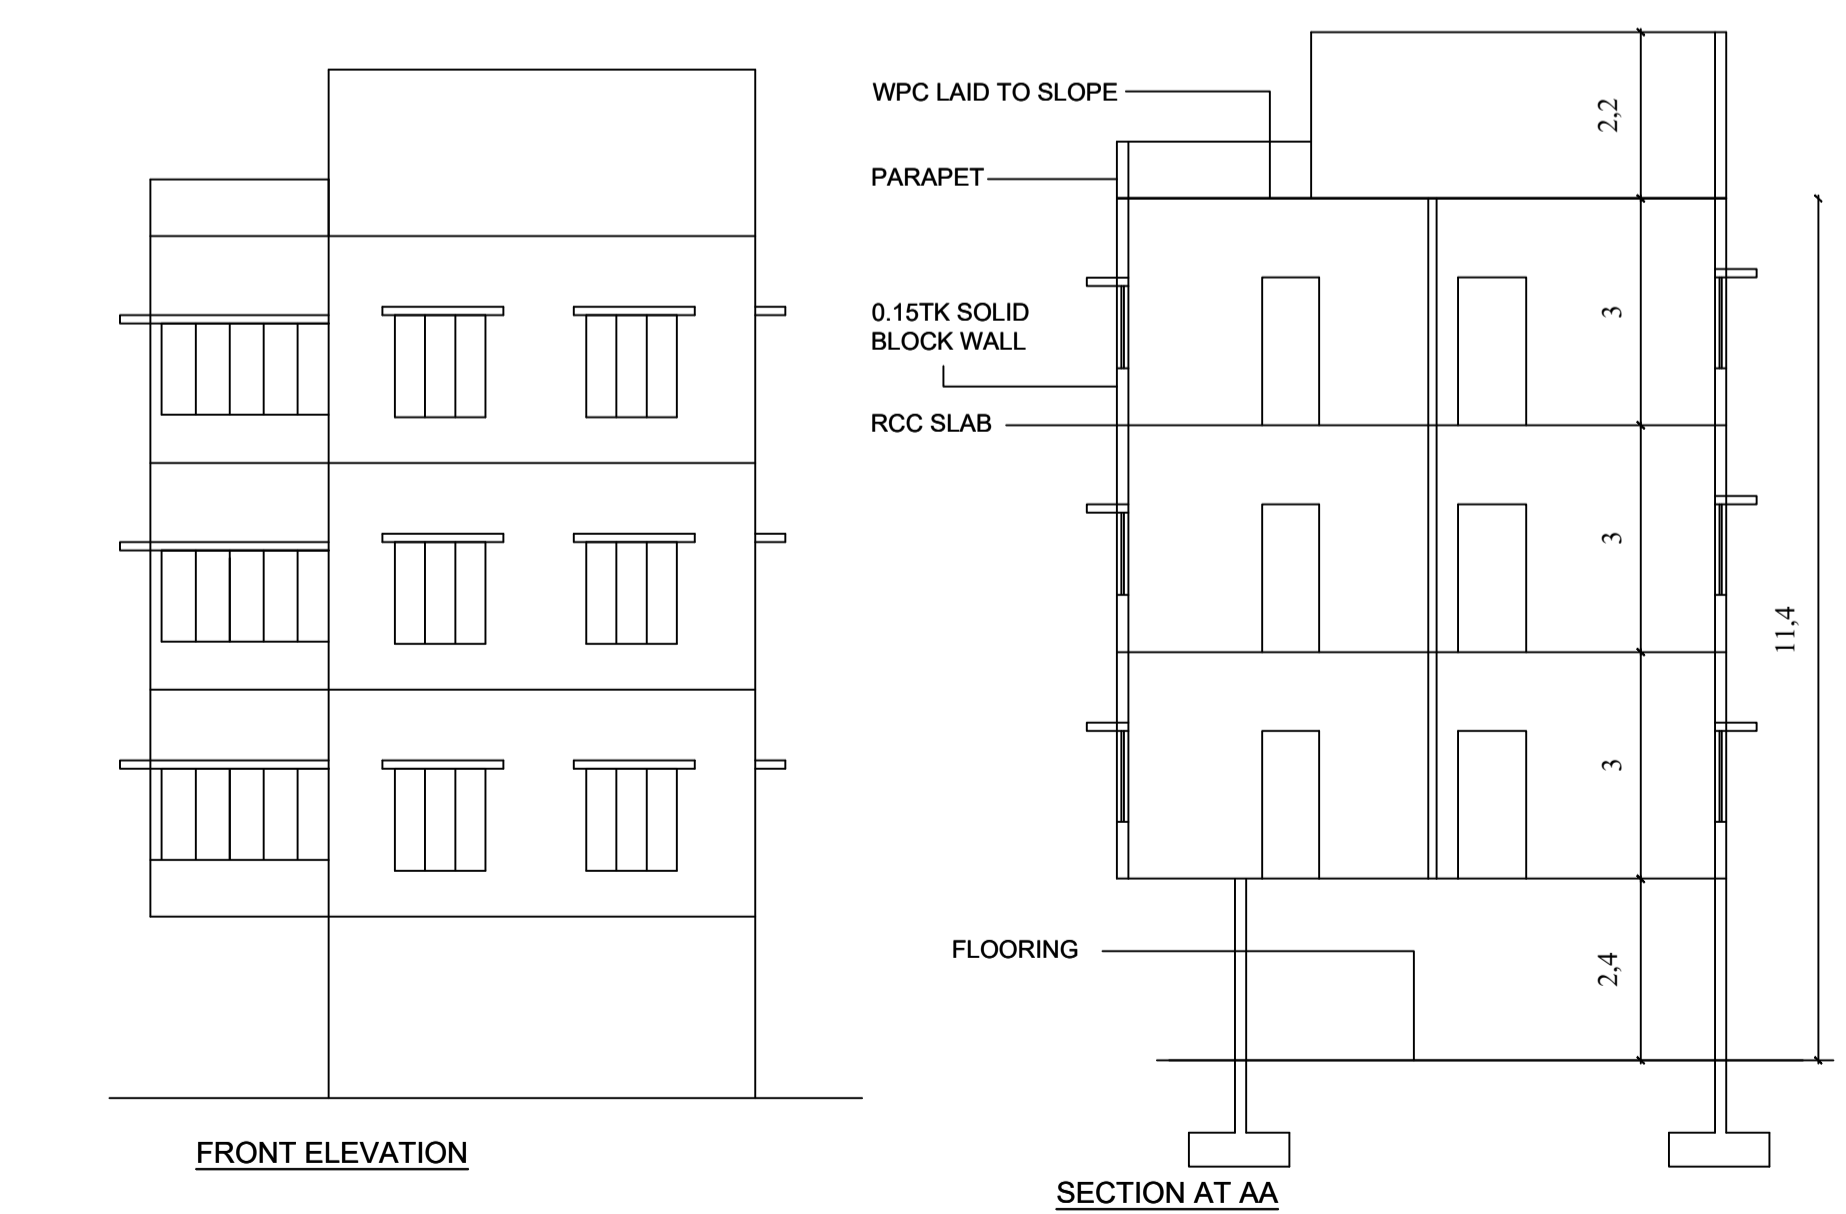 WPC LAID TO SLOPE
PARAPET
0.15TK SOLID
BLOCK WALL
RCC SLAB
FLOORING
2,2
3
3
3
2,4
11,4
FRONT ELEVATION
SECTION AT AA